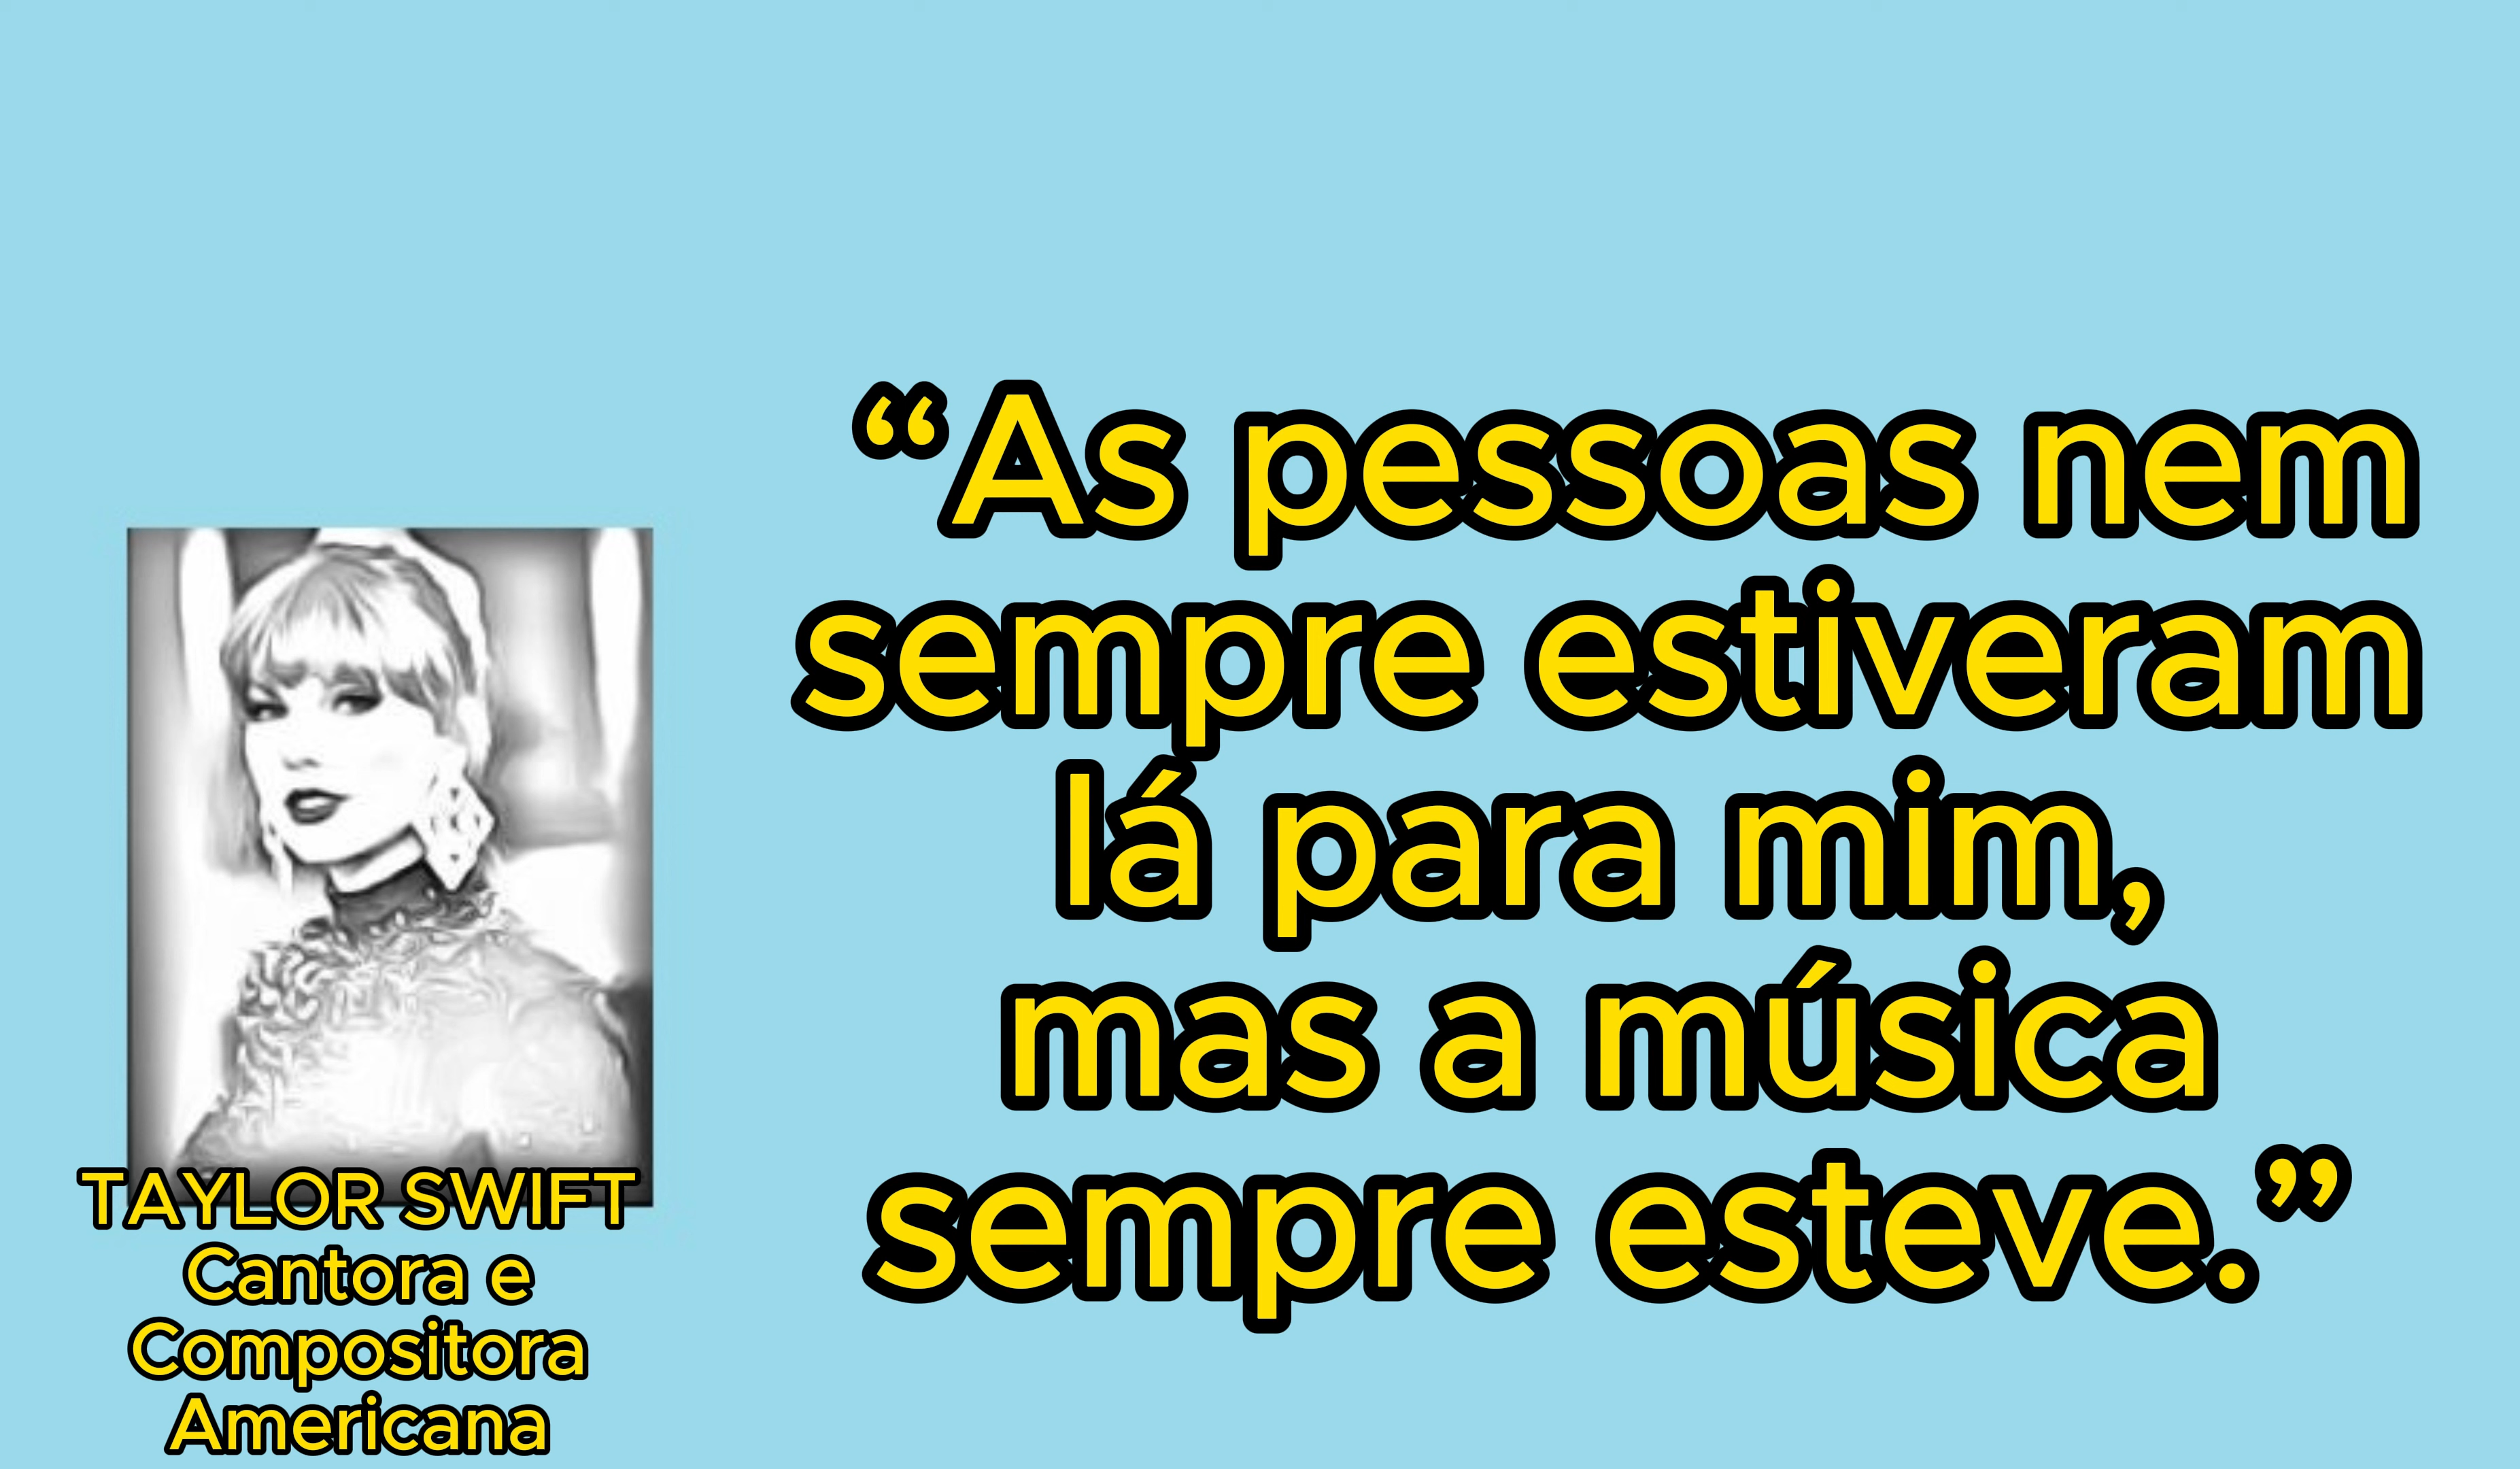 “As pessoas nem
sempre estiveram
lá para mim,
mas a música
sempre esteve.”
TAYLOR SWIFT
Cantora e
Compositora
Americana